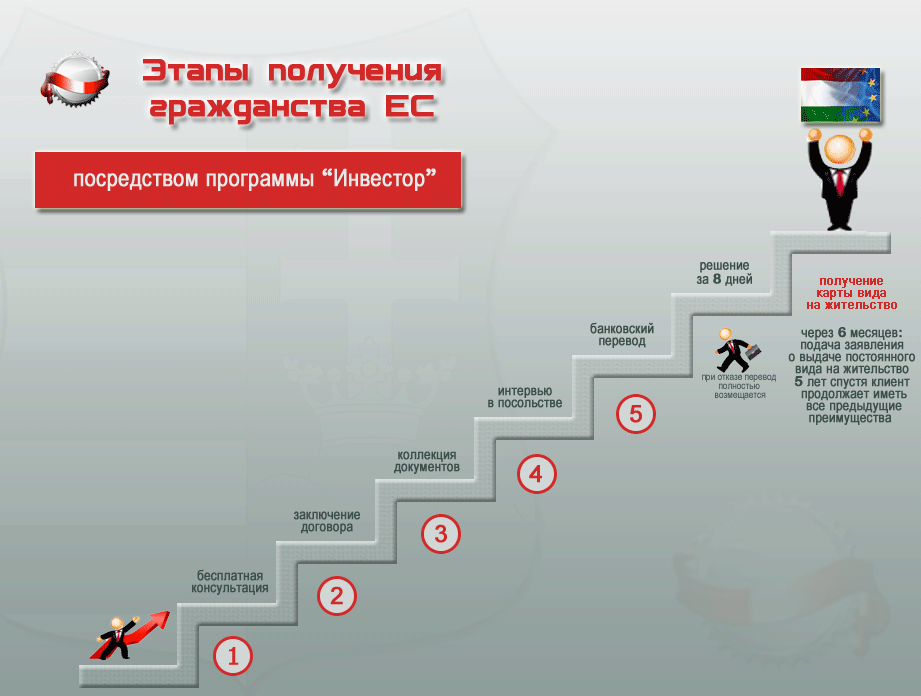 Этапы получения
гражданства ЕС
посредством программы “Инвестор”
бесплатная
консультация
1
заключение
договора
2
коллекция
документов
3
интервью
в посольстве
4
банковский
перевод
5
решение
за 8 дней
при отказе перевод
полностью
возмещается
получение
карты вида
на жительство
через 6 месяцев:
подача заявления
о выдаче постоянного
вида на жительство
5 лет спустя клиент
продолжает иметь
все предыдущие
преимущества